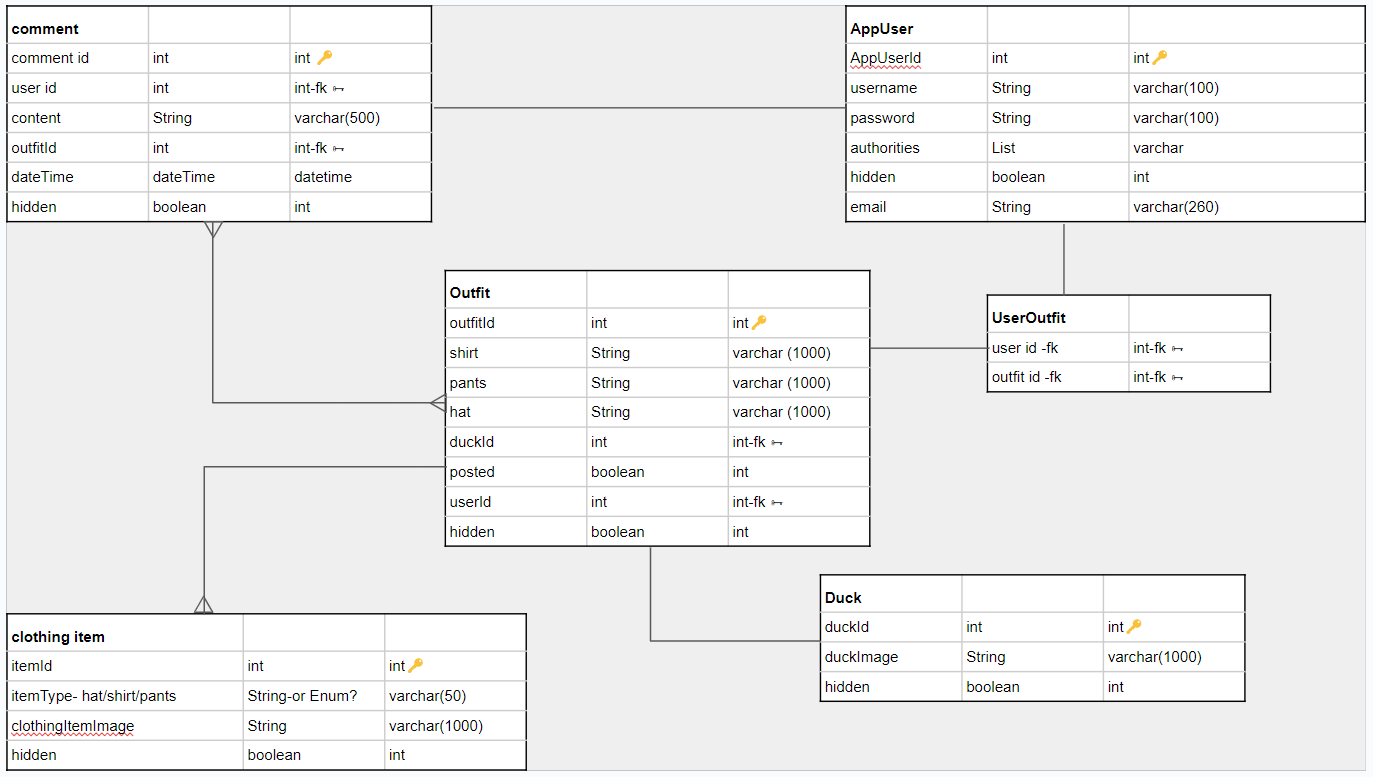 comment
comment id int int 🔑
user id int int-fk 🗝
content String varchar(500)
outfitId int int-fk 🗝
dateTime dateTime datetime
hidden boolean int
AppUser
AppUserId int int 🔑
username String varchar(100)
password String varchar(100)
authorities List varchar
hidden boolean int
email String varchar(260)
Outfit
outfitId int int 🔑
shirt String varchar (1000)
pants String varchar (1000)
hat String varchar (1000)
duckId int int-fk 🗝
posted boolean int
userId int int-fk 🗝
hidden boolean int
UserOutfit
user id -fk int-fk 🗝
outfit id -fk int-fk 🗝
clothing item
itemId int int 🔑
itemType- hat/shirt/pants String-or Enum? varchar(50)
clothingItemImage String varchar(1000)
hidden boolean int
Duck
duckId int int 🔑
duckImage String varchar(1000)
hidden boolean int